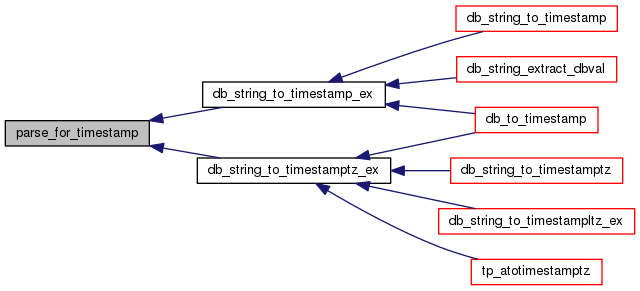 db_string_to_timestamp
db_string_extract_dbval
db_string_to_timestamp_ex
db_to_timestamp
parse_for_timestamp
db_string_to_timestamptz_ex
db_string_to_timestamptz
db_string_to_timestampltz_ex
tp_atotimestamptz